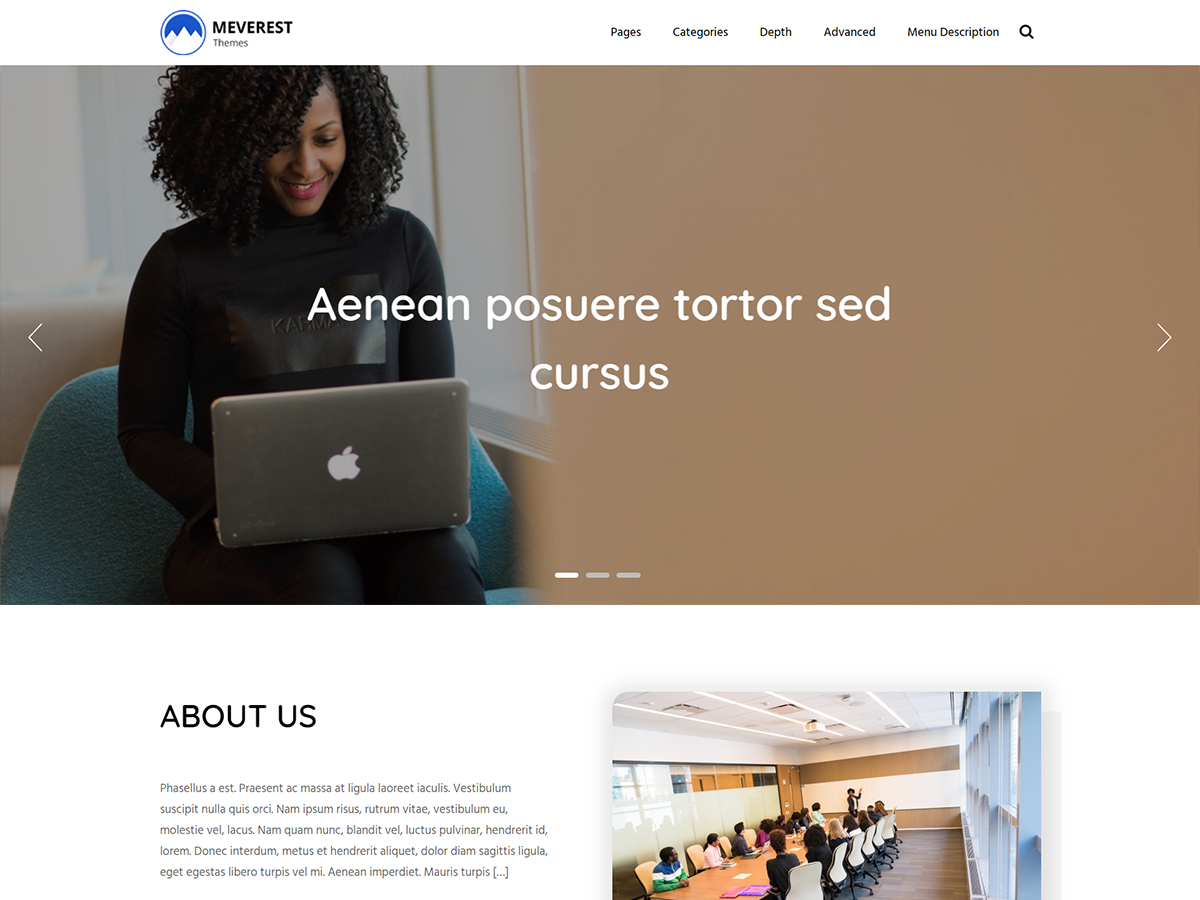 MEVEREST
Themes
Pages Categories Depth Advanced Menu Description
Aenean posuere tortor sed
cursus
ABOUT US
Phasellus a est. Praesent ac massa at ligula laoreet iaculis. Vestibulum
suscipit nulla quis orci. Nam ipsum risus, rutrum vitae, vestibulum eu,
molestie vel, lacus. Nam quam nunc, blandit vel, luctus pulvinar, hendrerit id,
lorem. Donec interdum, metus et hendrerit aliquet, dolor diam sagittis ligula,
eget egestas libero turpis vel mi. Aenean imperdiet. Mauris turpis [...]